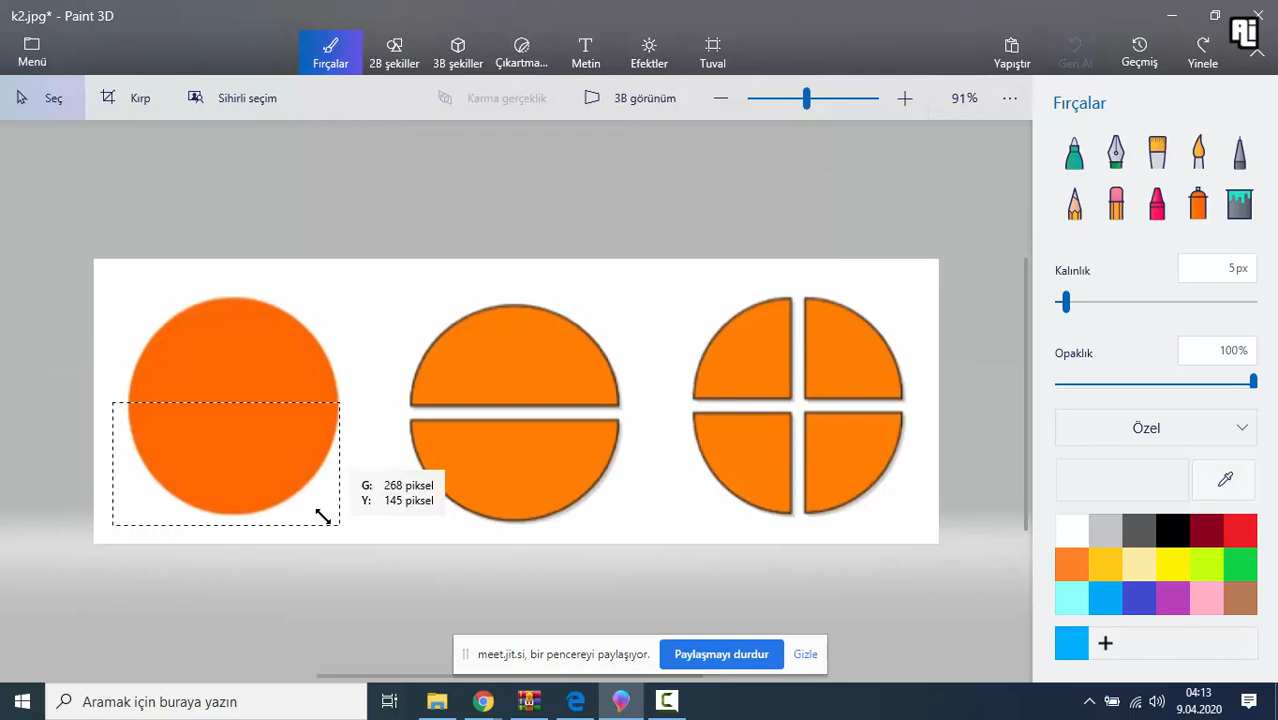 k2.jpg* - Paint 3D
Menü
Fırçalar
2B şekiller
3B şekiller
Çıkartma...
Metin
Efektler
Tuval
Yapıştır
Geri Al
Geçmiş
Yinele
Seç
Kırp
Sihirli seçim
Karma gerçeklik
3B görünüm
91%
Fırçalar
Kalınlık
5px
Opaklık
100%
Özel
G: 268 piksel
Y: 145 piksel
meet.jit.si, bir pencereyi paylaşıyor.
Paylaşmayı durdur
Gizle
Aramak için buraya yazın
04:13
9.04.2020